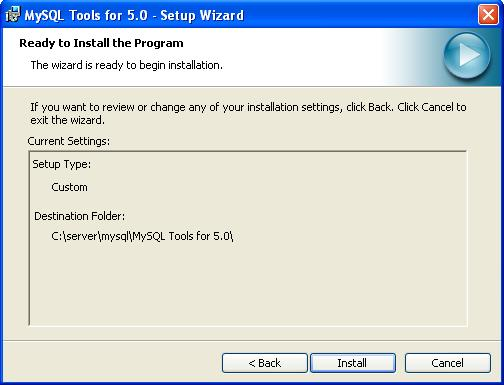 MySQL Tools for 5.0 - Setup Wizard
Ready to Install the Program
The wizard is ready to begin installation.
If you want to review or change any of your installation settings, click Back. Click Cancel to
exit the wizard.
Current Settings:
Setup Type:
Custom
Destination Folder:
C:\server\mysql\MySQL Tools for 5.0\
< Back
Install
Cancel